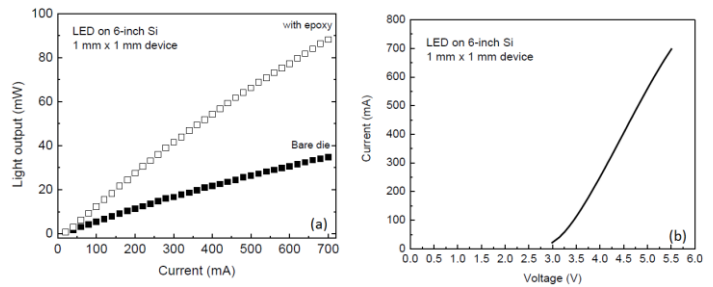 100
80
60
40
20
0
Light output (mW)
LED on 6-inch Si
1 mm x 1 mm device
with epoxy
Bare die
(a)
0 100 200 300 400 500 600 700
Current (mA)
800
700
600
500
400
300
200
100
0
Current (mA)
LED on 6-inch Si
1 mm x 1 mm device
(b)
0.0 0.5 1.0 1.5 2.0 2.5 3.0 3.5 4.0 4.5 5.0 5.5 6.0
Voltage (V)